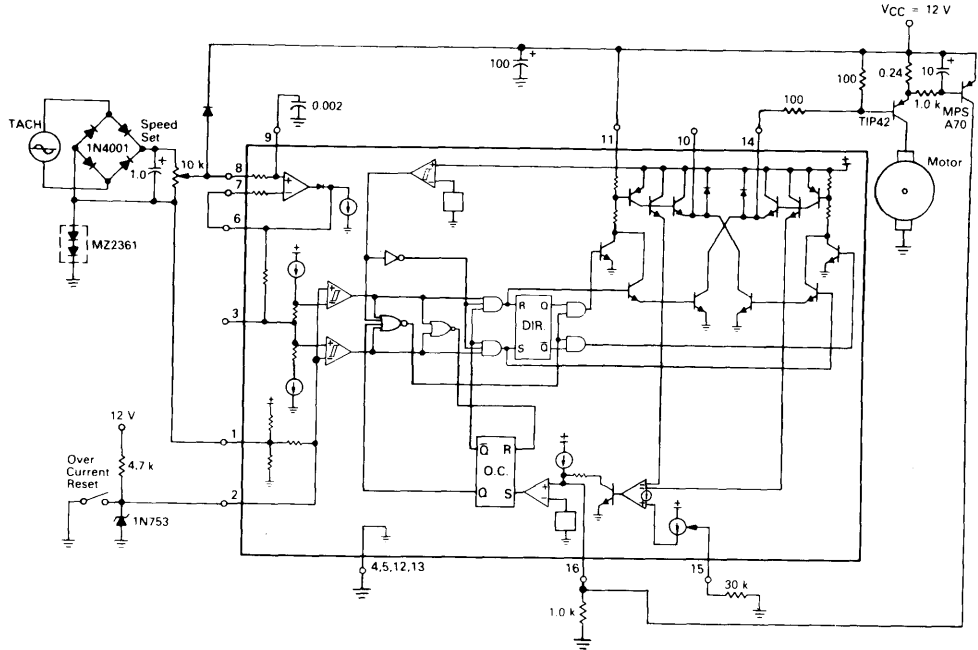 VCC = 12 V
100
+
100
0.24
10
+
1.0 k
MPS
A70
TIP42
100
Motor
TACH
1N4001
Speed
Set
+
1.0
10 k
0.002
9
8
7
6
11
10
14
MZ2361
3
R Q
DIR.
S Q̄
12 V
4.7 k
Over
Current
Reset
1N753
1
2
Q̄ R
O.C.
Q S
4,5,12,13
16
15
30 k
1.0 k